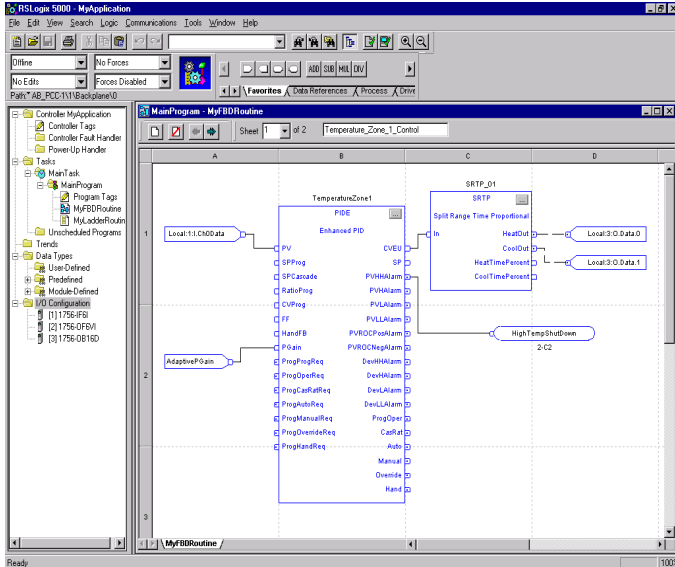 RSLogix 5000 - MyApplication
File Edit View Search Logic Communications Tools Window Help
Offline
No Forces
No Edits
Forces Disabled
ADD SUB MUL DIV
Path: AB_PCC-1\1\Backplane\0
Favorites Data References Process Drive
Controller MyApplication
Controller Tags
Controller Fault Handler
Power-Up Handler
Tasks
MainTask
MainProgram
Program Tags
MyFBDRoutine
MyLadderRoutin
Unscheduled Programs
Trends
Data Types
User-Defined
Predefined
Module-Defined
I/O Configuration
[1] 1756-IF6I
[2] 1756-OF6VI
[3] 1756-OB16D
MainProgram - MyFBDRoutine
Sheet 1 of 2 Temperature_Zone_1_Control
A B C D
1
2
3
TemperatureZone1
PIDE
...
Enhanced PID
PV CVEU
SPProg SP
SPCascade PVHHAlarm
RatioProg PVHAlarm
CVProg PVLAlarm
FF PVLLAlarm
HandFB PVROCPosAlarm
PGain PVROCNegAlarm
ProgProgReq DevHHAlarm
ProgOperReq DevHAlarm
ProgCasRatReq DevLAlarm
ProgAutoReq DevLLAlarm
ProgManualReq ProgOper
ProgOverrideReq CasRat
ProgHandReq Auto
Manual
Override
Hand
Local:1:I.Ch0Data
AdaptivePGain
SRTP_01
SRTP
...
Split Range Time Proportional
In HeatOut
CoolOut
HeatTimePercent
CoolTimePercent
Local:3:O.Data.0
Local:3:O.Data.1
HighTempShutDown
2-C2
MyFBDRoutine
Ready
100%